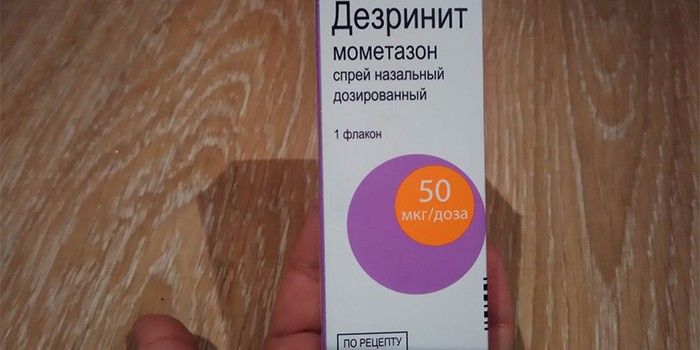 Дезринит
мометазон
спрей назальный
дозированный
1 флакон
50
мкг/доза
ПО РЕЦЕПТУ